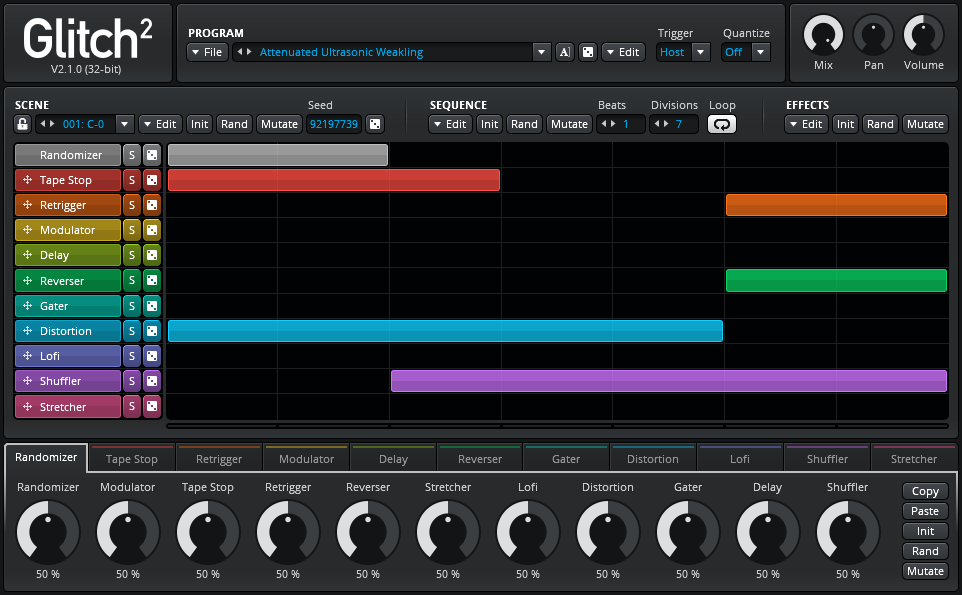 Glitch2
V2.1.0 (32-bit)
PROGRAM
File Attenuated Ultrasonic Weakling A Edit
Trigger Quantize
Host Off
Mix Pan Volume
SCENE Seed SEQUENCE Beats Divisions Loop EFFECTS
001: C-0 Edit Init Rand Mutate 92197739 Edit Init Rand Mutate 1 7 Edit Init Rand Mutate
Randomizer S
Tape Stop S
Retrigger S
Modulator S
Delay S
Reverser S
Gater S
Distortion S
Lofi S
Shuffler S
Stretcher S
Randomizer Tape Stop Retrigger Modulator Delay Reverser Gater Distortion Lofi Shuffler Stretcher
Randomizer Modulator Tape Stop Retrigger Reverser Stretcher Lofi Distortion Gater Delay Shuffler
50 % 50 % 50 % 50 % 50 % 50 % 50 % 50 % 50 % 50 % 50 %
Copy
Paste
Init
Rand
Mutate